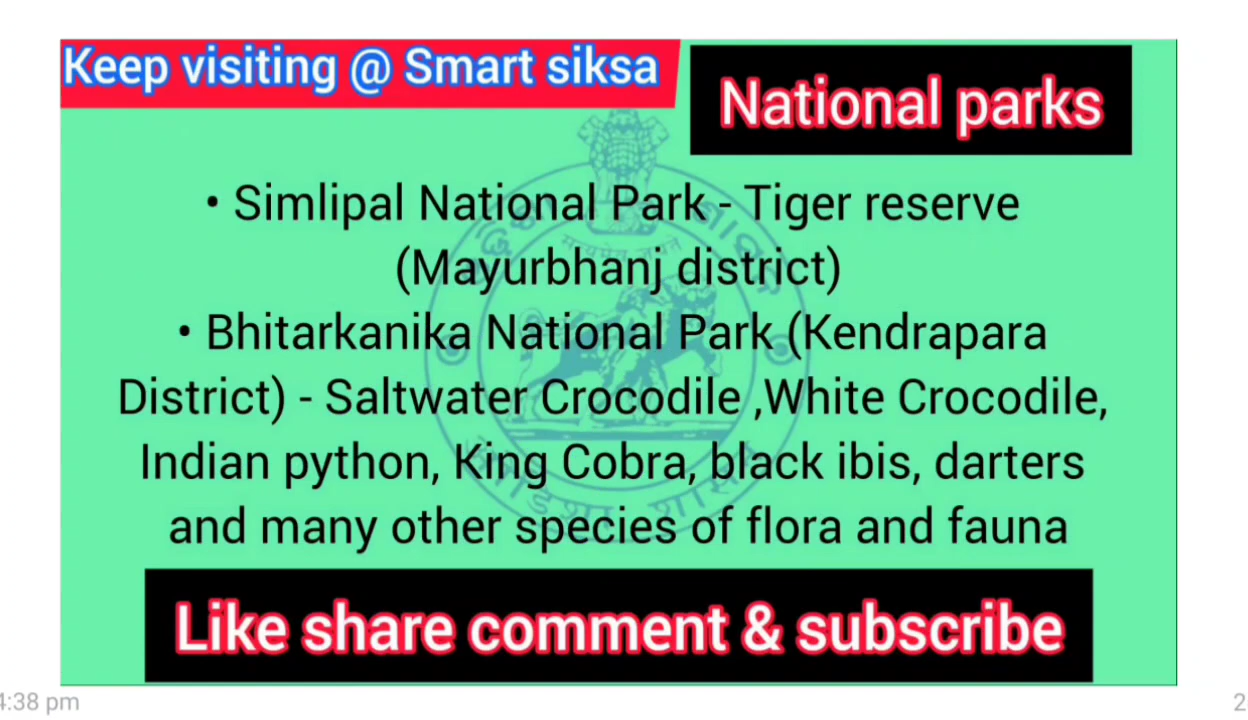 Keep visiting @ Smart siksa
National parks
• Simlipal National Park - Tiger reserve
(Mayurbhanj district)
• Bhitarkanika National Park (Kendrapara
District) - Saltwater Crocodile ,White Crocodile,
Indian python, King Cobra, black ibis, darters
and many other species of flora and fauna
Like share comment & subscribe
4:38 pm
2